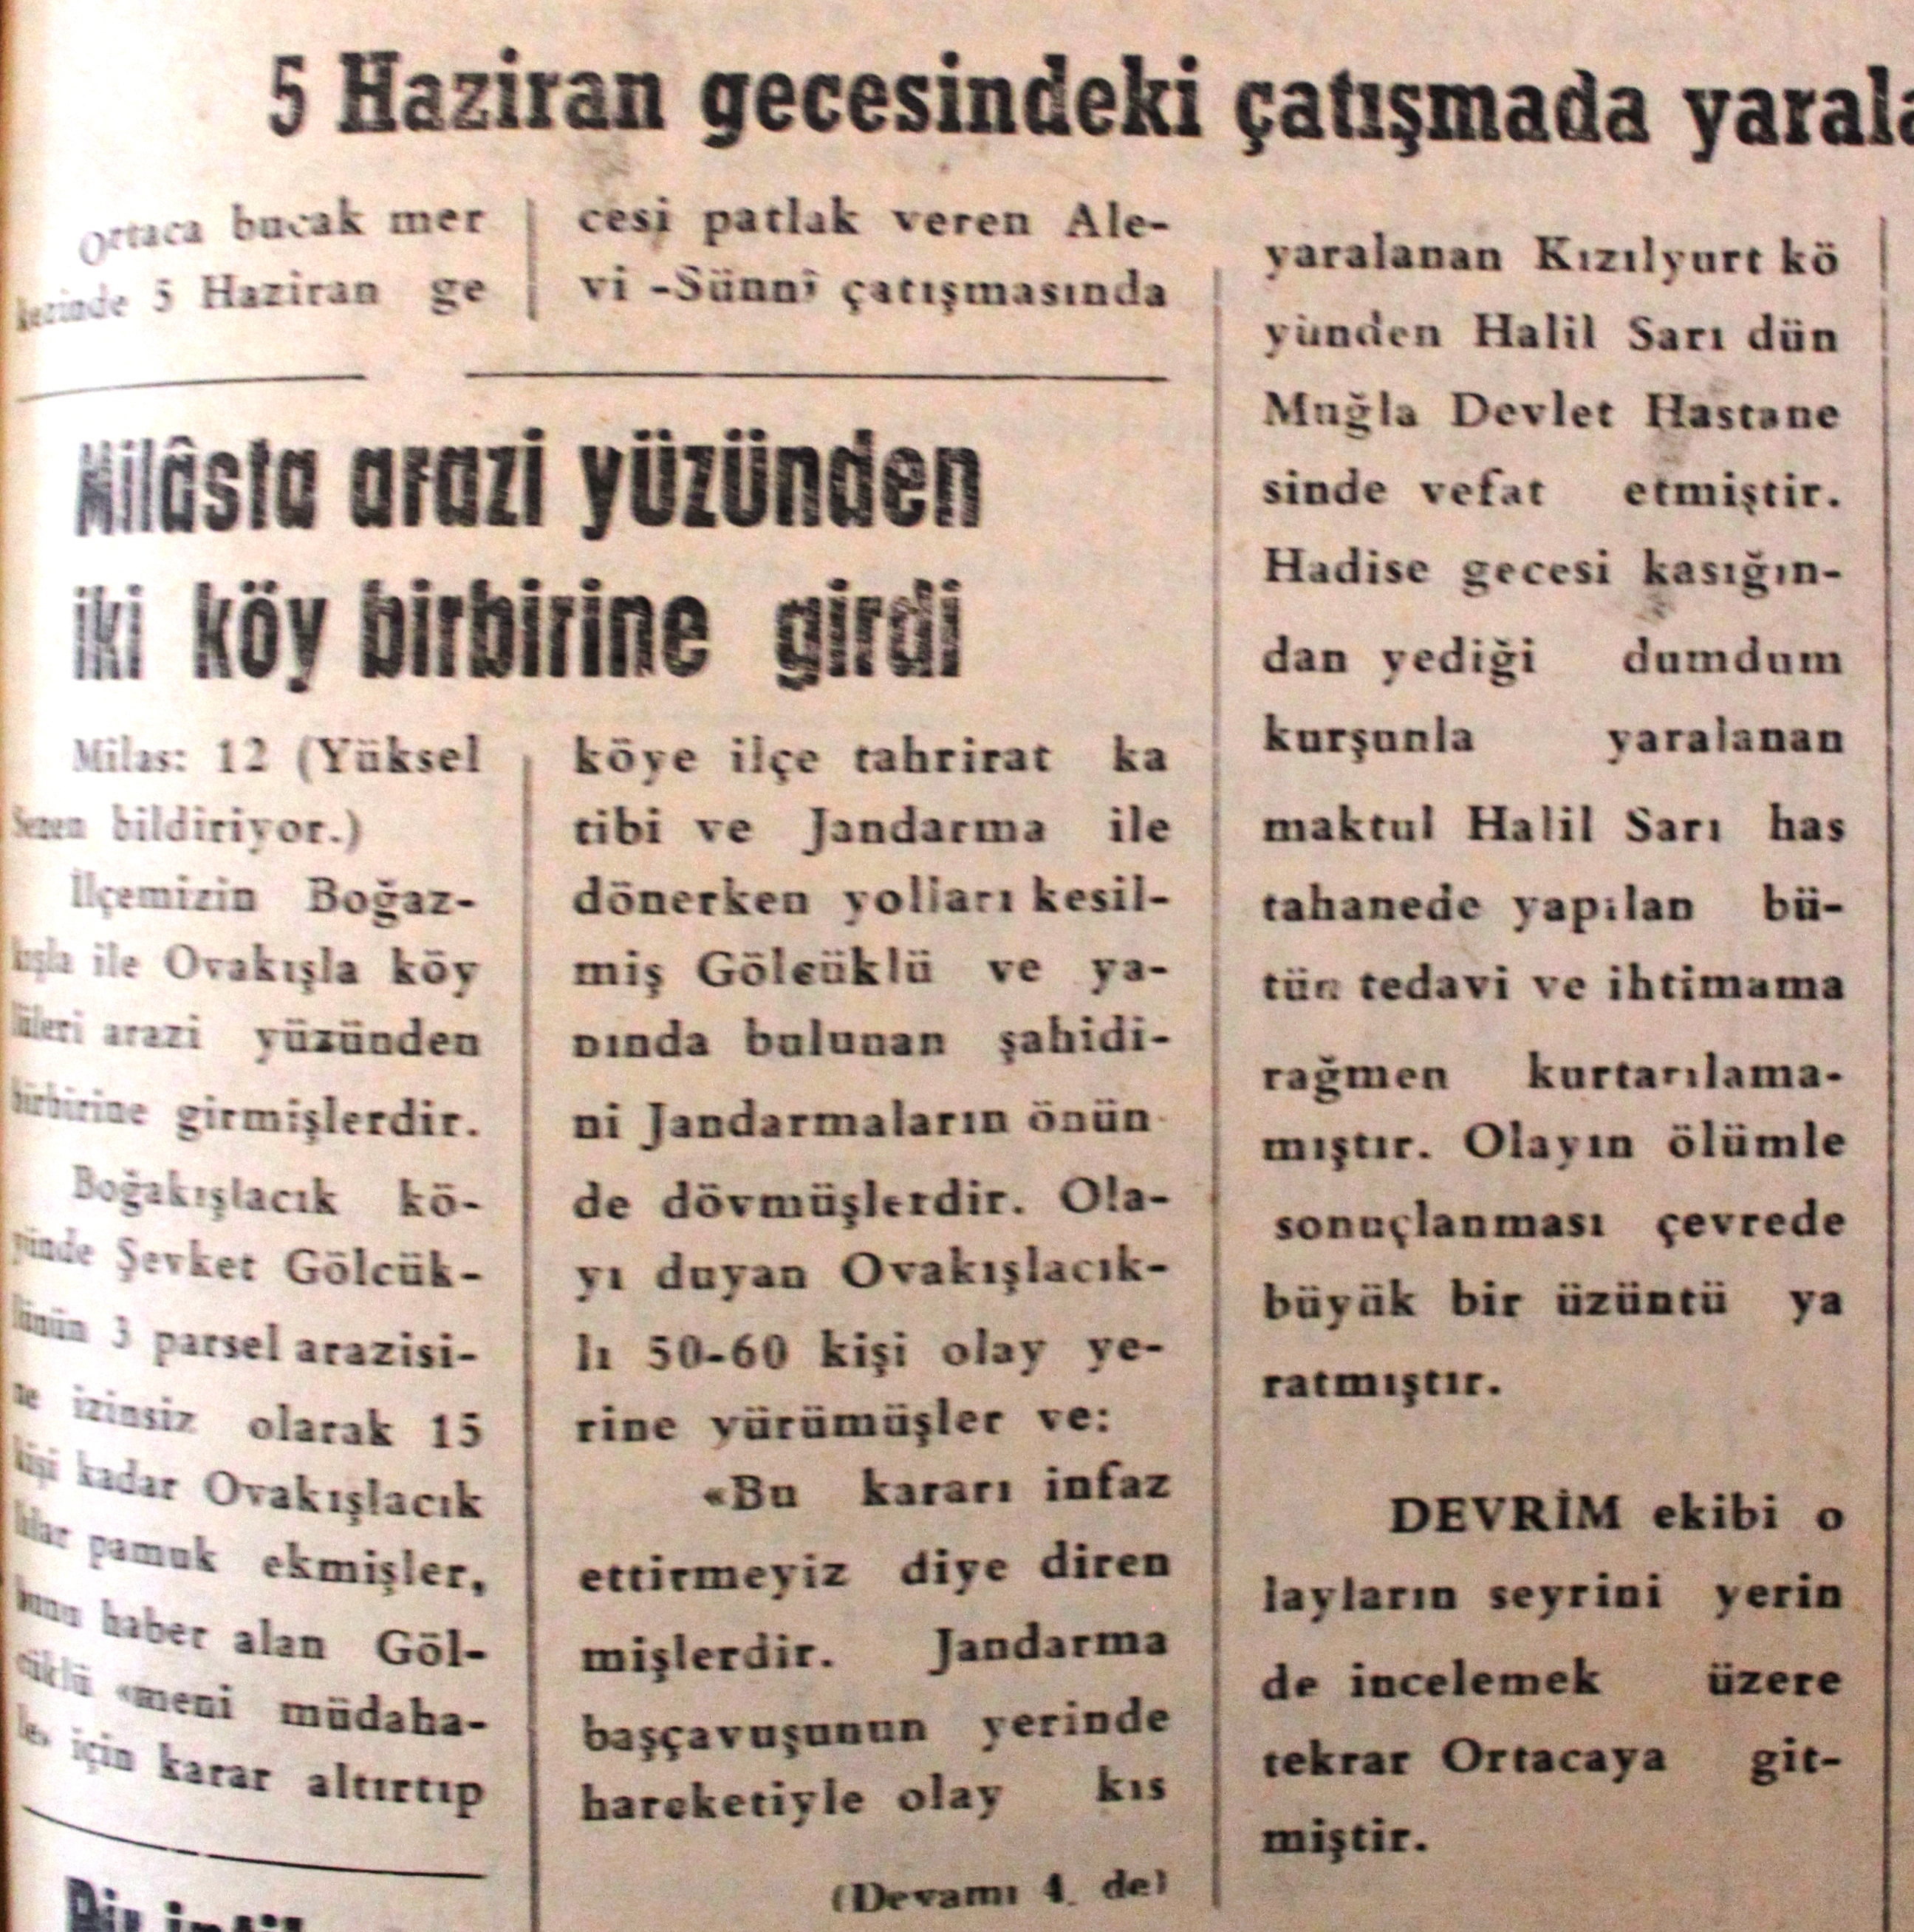 5 Haziran gecesindeki çatışmada yarala
Ortaca bucak mer
kezinde 5 Haziran ge
cesi patlak veren Ale-
vi -Sünnî çatışmasında
yaralanan Kızılyurt kö
yünden Halil Sarı dün
Muğla Devlet Hastane
sinde vefat etmiştir.
Hadise gecesi kasığın-
dan yediği dumdum
kurşunla yaralanan
maktul Halil Sarı has
tahanede yapılan bü-
tün tedavi ve ihtimama
rağmen kurtarılama-
mıştır. Olayın ölümle
sonuçlanması çevrede
büyük bir üzüntü ya
ratmıştır.
DEVRİM ekibi o
layların seyrini yerin
de incelemek üzere
tekrar Ortacaya git-
miştir.
Milâsta arazi yüzünden
iki köy birbirine girdi
Milas: 12 (Yüksel
bildiriyor.)
İlçemizin Boğaz-
kışla ile Ovakışla köy
lüleri arazi yüzünden
birbirine girmişlerdir.
Boğakışlacık kö-
yünde Şevket Gölcük-
lünün 3 parsel arazisi-
ne izinsiz olarak 15
kişi kadar Ovakışlacık
lılar pamuk ekmişler,
bunu haber alan Göl-
cüklü «meni müdaha-
le» için karar altırtıp
köye ilçe tahrirat ka
tibi ve Jandarma ile
dönerken yolları kesil-
miş Gölcüklü ve ya-
nında bulunan şahidi-
ni Jandarmaların önün
de dövmüşlerdir. Ola-
yı duyan Ovakışlacık-
lı 50-60 kişi olay ye-
rine yürümüşler ve:
«Bu kararı infaz
ettirmeyiz diye diren
mişlerdir. Jandarma
başçavuşunun yerinde
hareketiyle olay kıs
(Devamı 4. de)
Bir